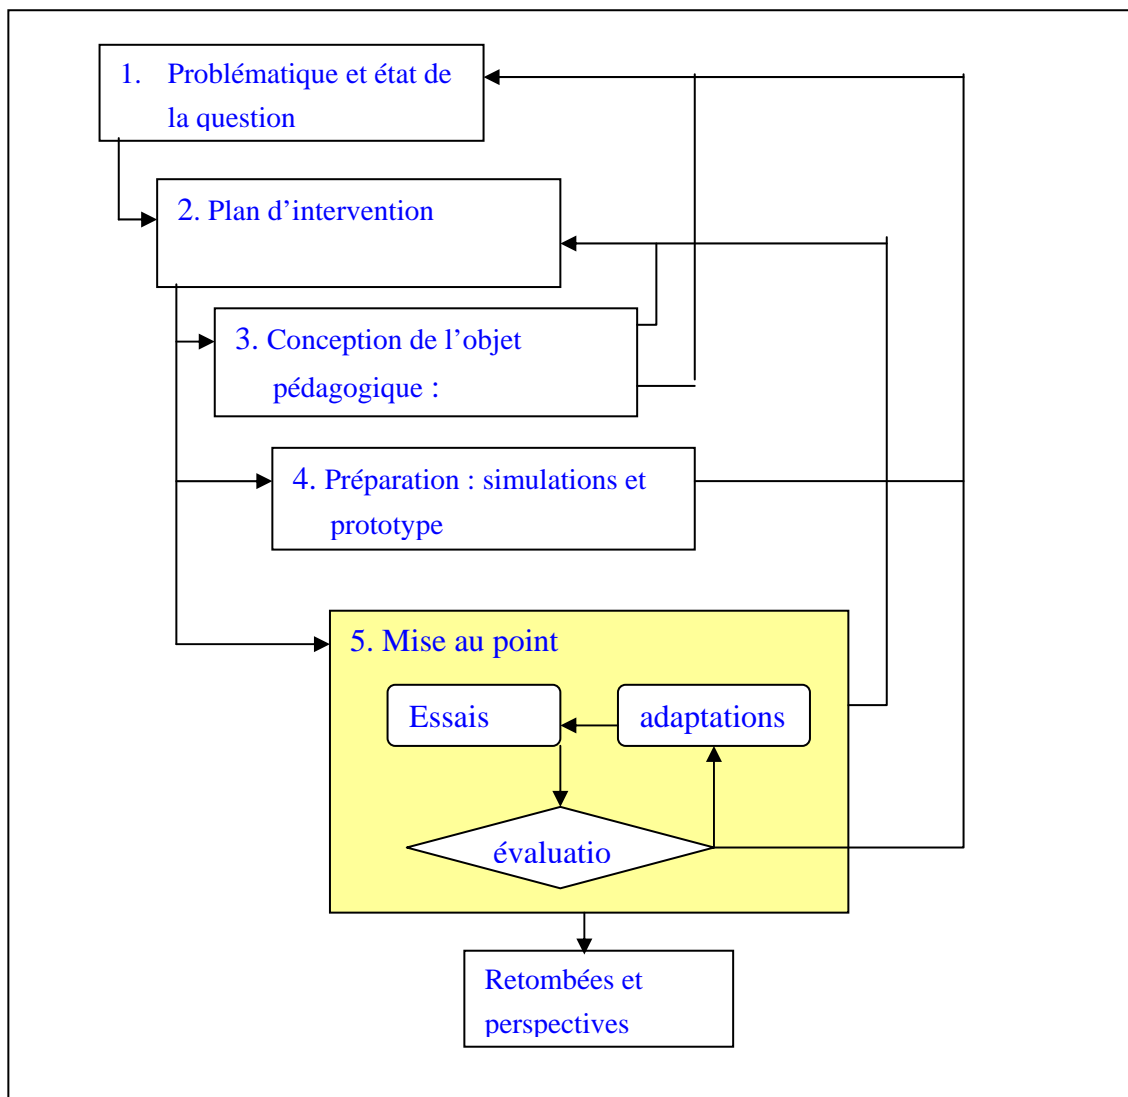 1. Problématique et état de
la question
2. Plan d’intervention
3. Conception de l’objet
pédagogique :
4. Préparation : simulations et
prototype
5. Mise au point
Essais
adaptations
évaluatio
Retombées et
perspectives